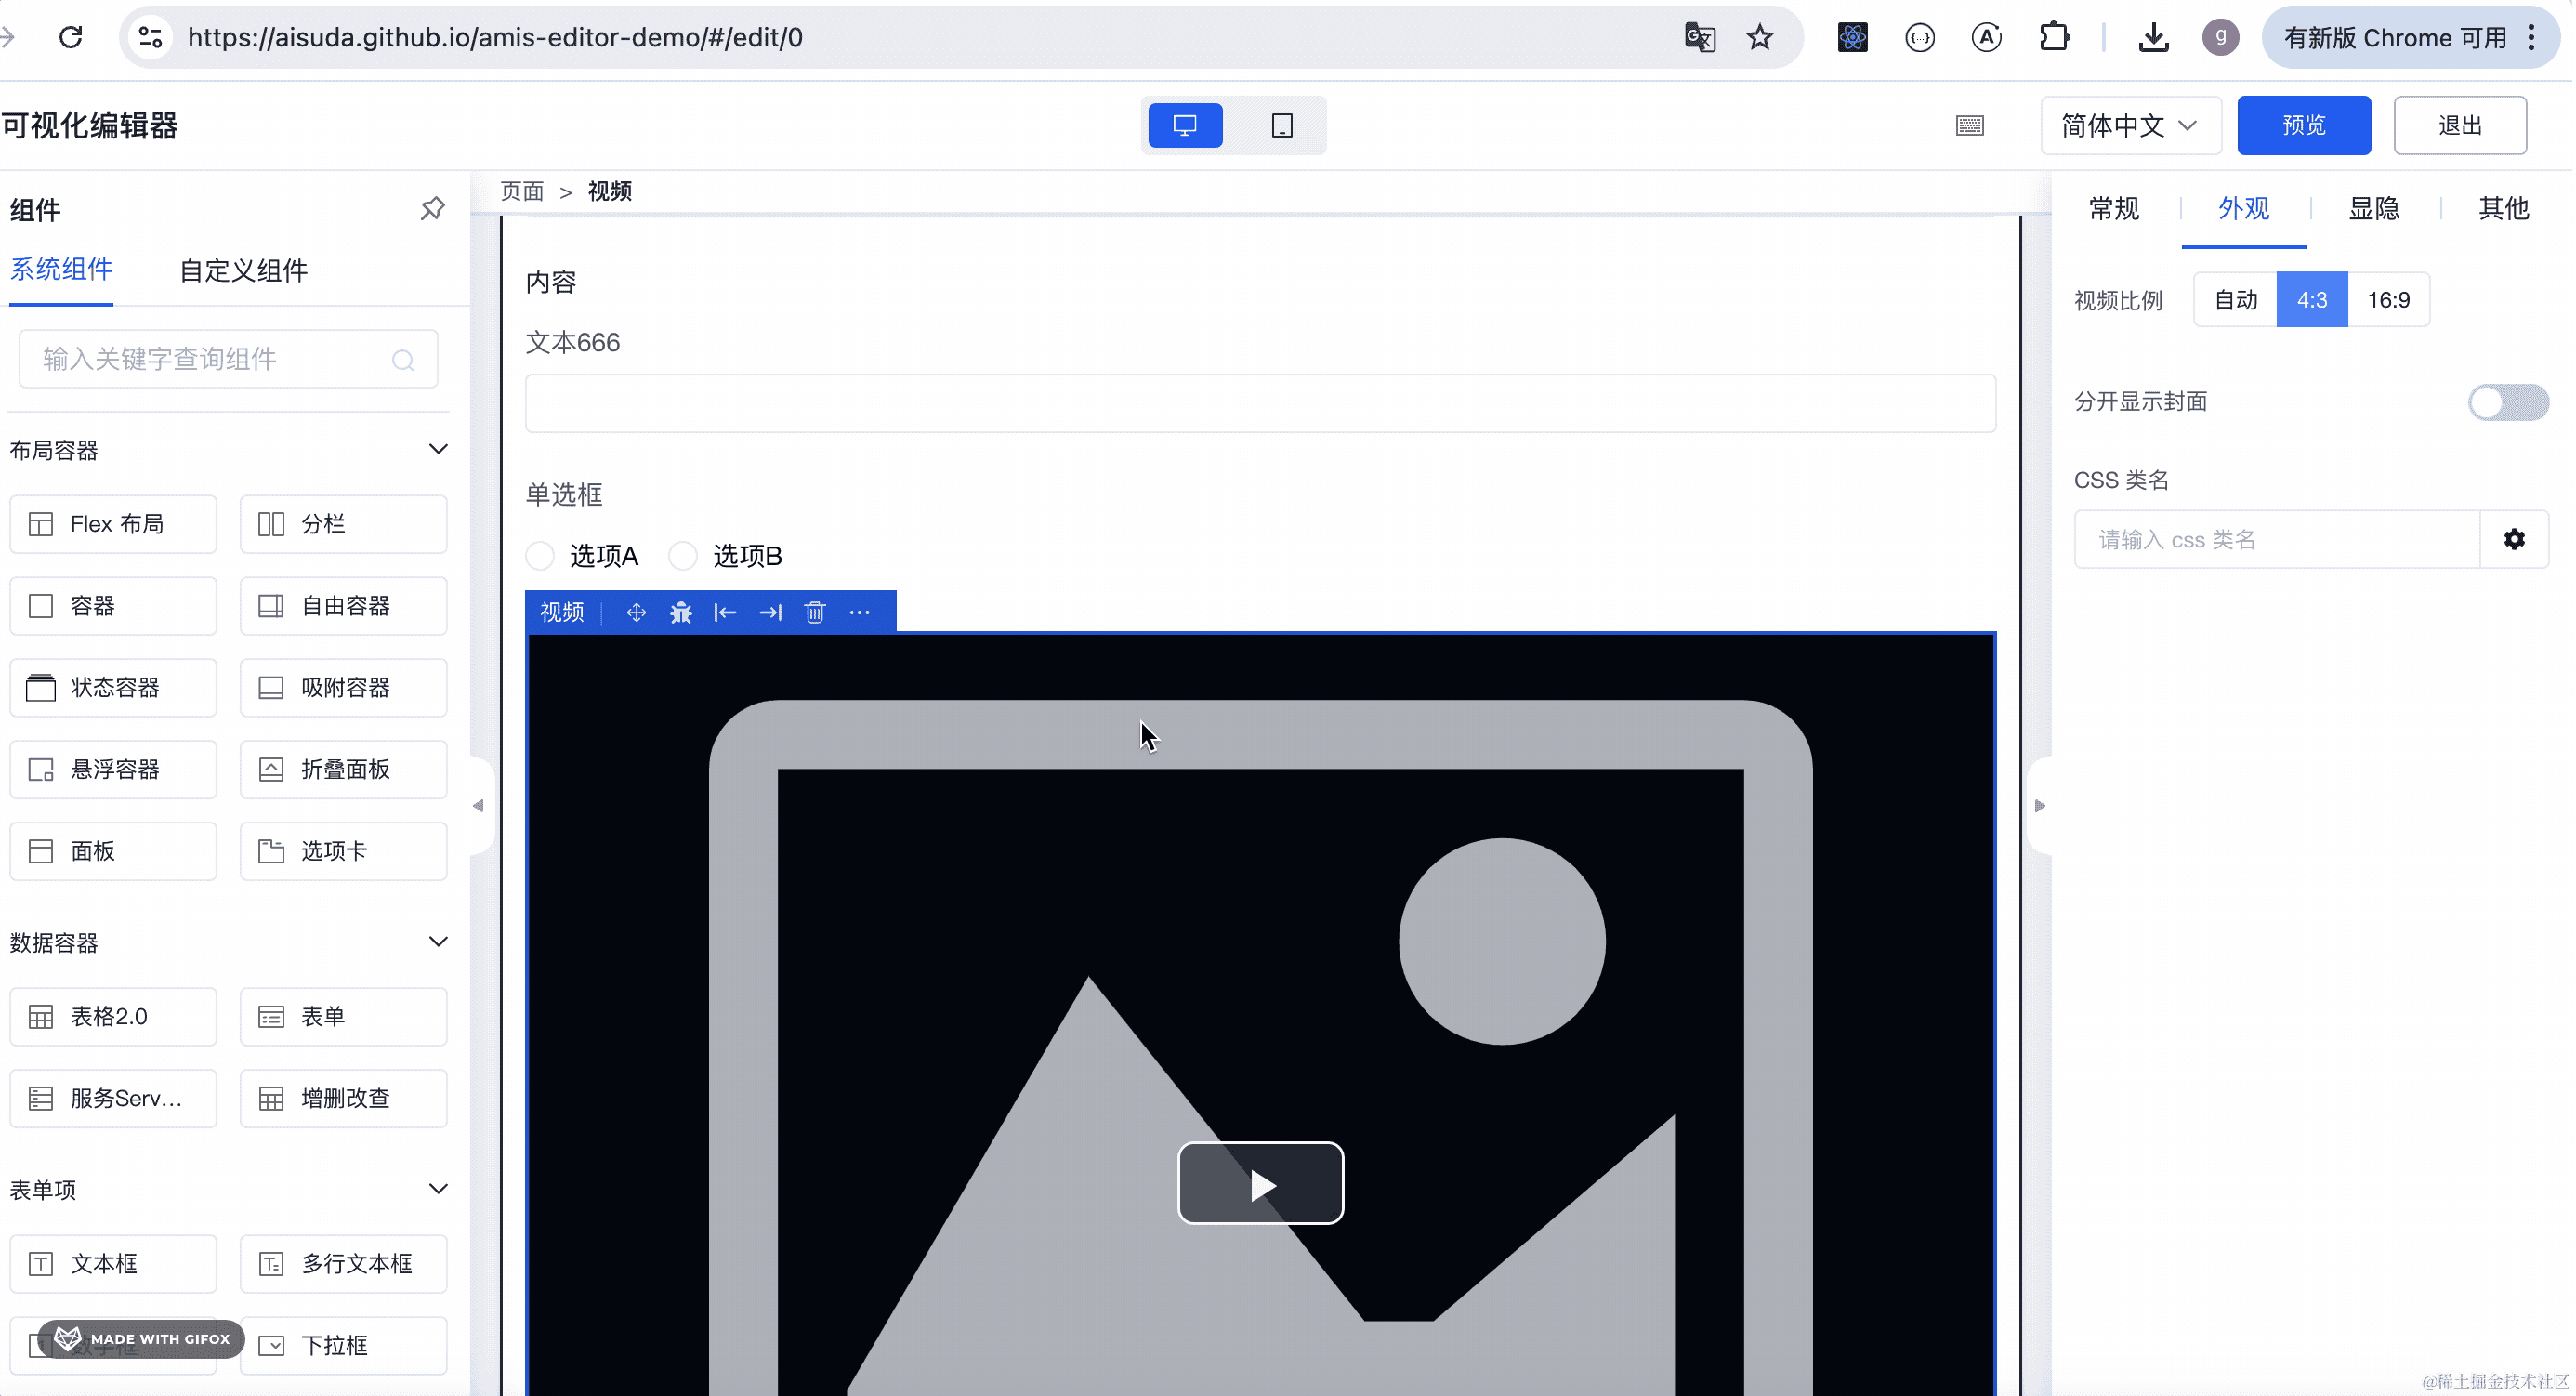 https://aisuda.github.io/amis-editor-demo/#/edit/0
g
有新版 Chrome 可用
可视化编辑器
简体中文
预览
退出
组件
系统组件
自定义组件
输入关键字查询组件
布局容器
Flex 布局
分栏
容器
自由容器
状态容器
吸附容器
悬浮容器
折叠面板
面板
选项卡
数据容器
表格2.0
表单
服务Serv...
增删改查
表单项
文本框
多行文本框
MADE WITH GIFOX
下拉框
页面 > 视频
内容
文本666
单选框
选项A
选项B
视频
常规
外观
显隐
其他
视频比例
自动
4:3
16:9
分开显示封面
CSS 类名
请输入 css 类名
@稀土掘金技术社区